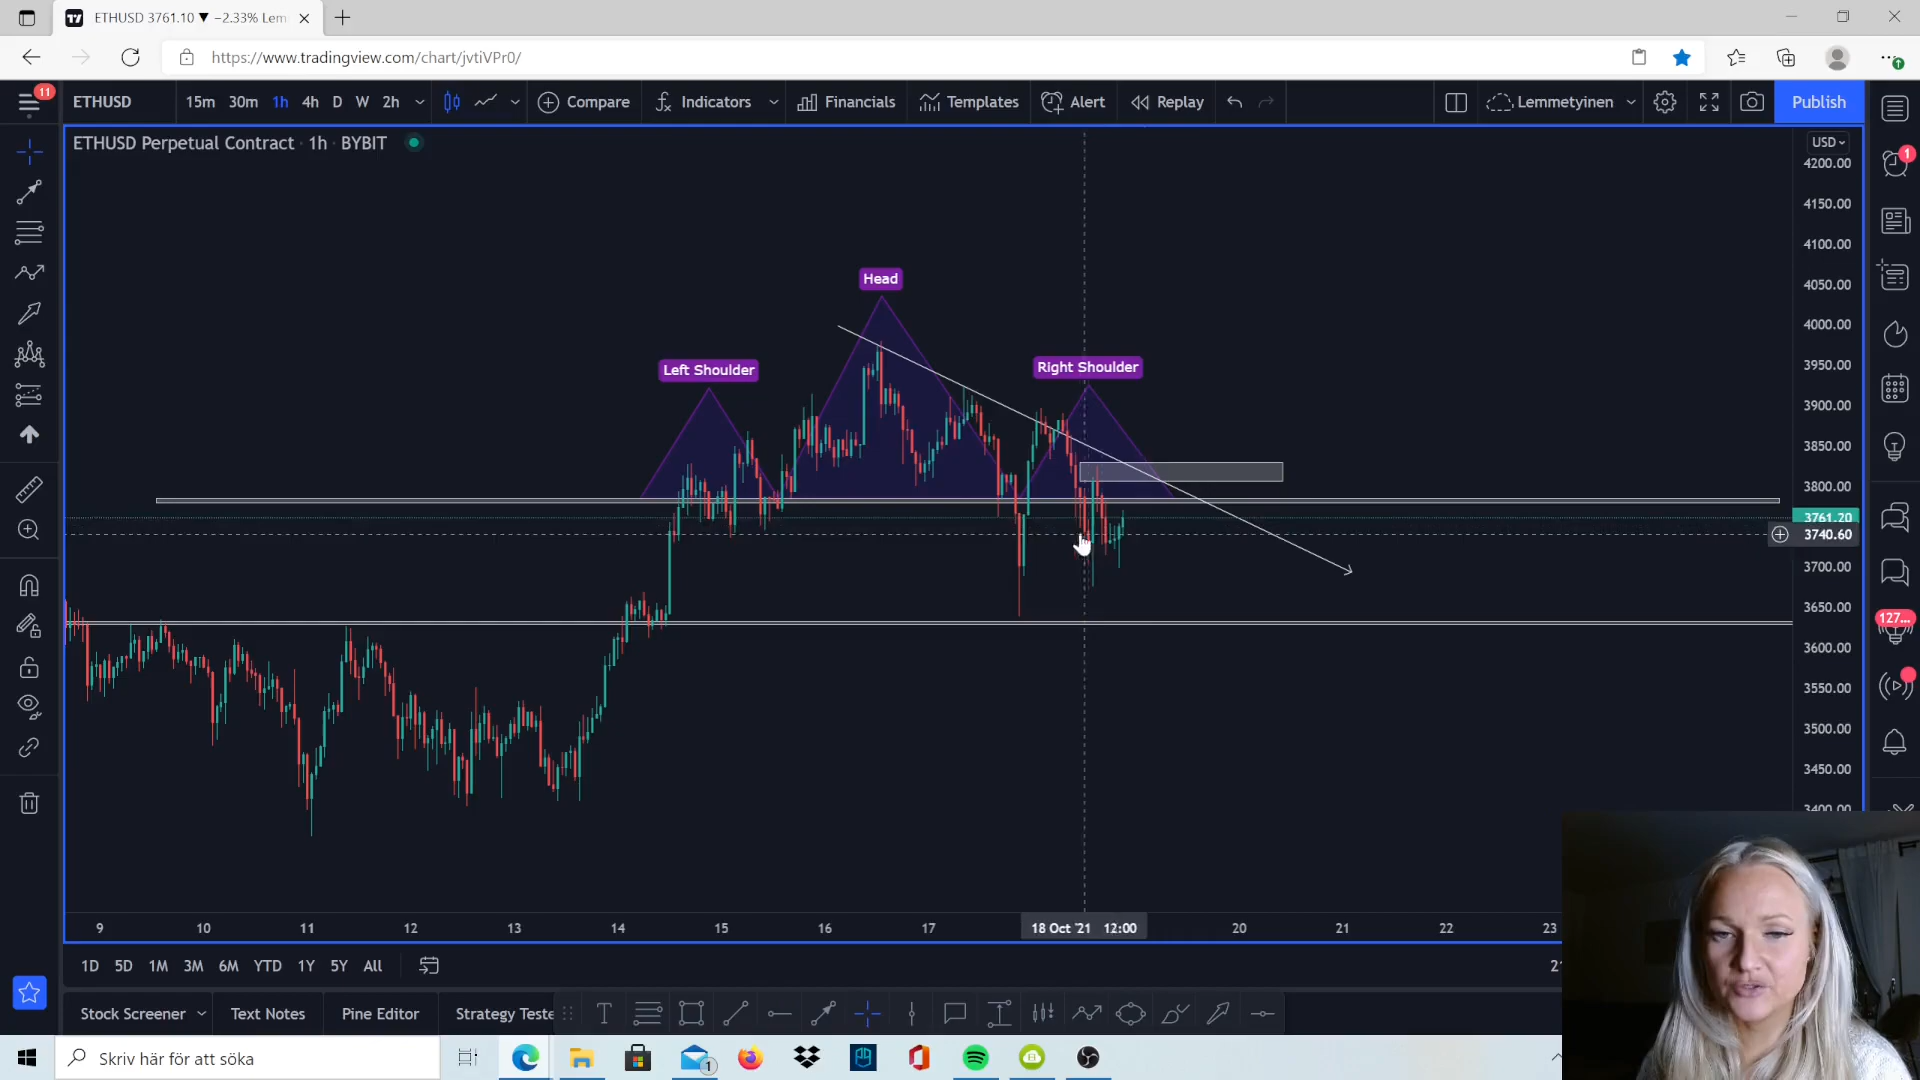 ETHUSD 3761.10 ▼ −2.33% Lem
https://www.tradingview.com/chart/jvtiVPr0/
11
ETHUSD
15m 30m 1h 4h D W 2h
Compare
Indicators
Financials
Templates
Alert
Replay
Lemmetyinen
Publish
ETHUSD Perpetual Contract · 1h · BYBIT
USD
4200.00
4150.00
4100.00
4050.00
4000.00
3950.00
3900.00
3850.00
3800.00
3761.20
3740.60
3700.00
3650.00
3600.00
3550.00
3500.00
3450.00
3400.00
1
127...
Head
Left Shoulder
Right Shoulder
9 10 11 12 13 14 15 16 17 18 Oct '21 12:00 20 21 22 23
1D 5D 1M 3M 6M YTD 1Y 5Y All
Stock Screener
Text Notes
Pine Editor
Strategy Teste
Skriv här för att söka
1